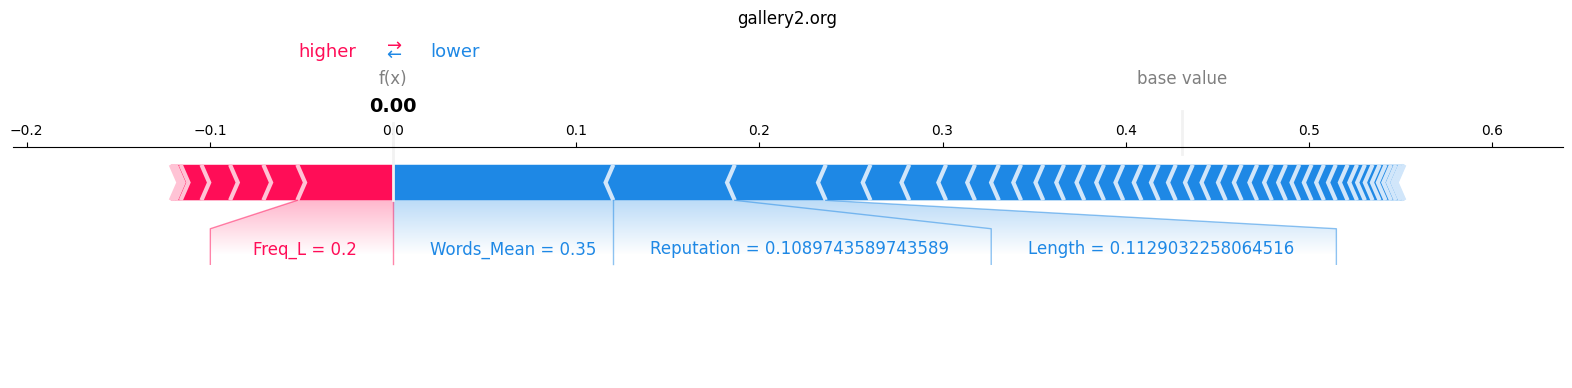 gallery2.org
higher ⇄ lower
f(x) base value
0.00
−0.2 −0.1 0.0 0.1 0.2 0.3 0.4 0.5 0.6
Freq_L = 0.2 Words_Mean = 0.35 Reputation = 0.1089743589743589 Length = 0.1129032258064516